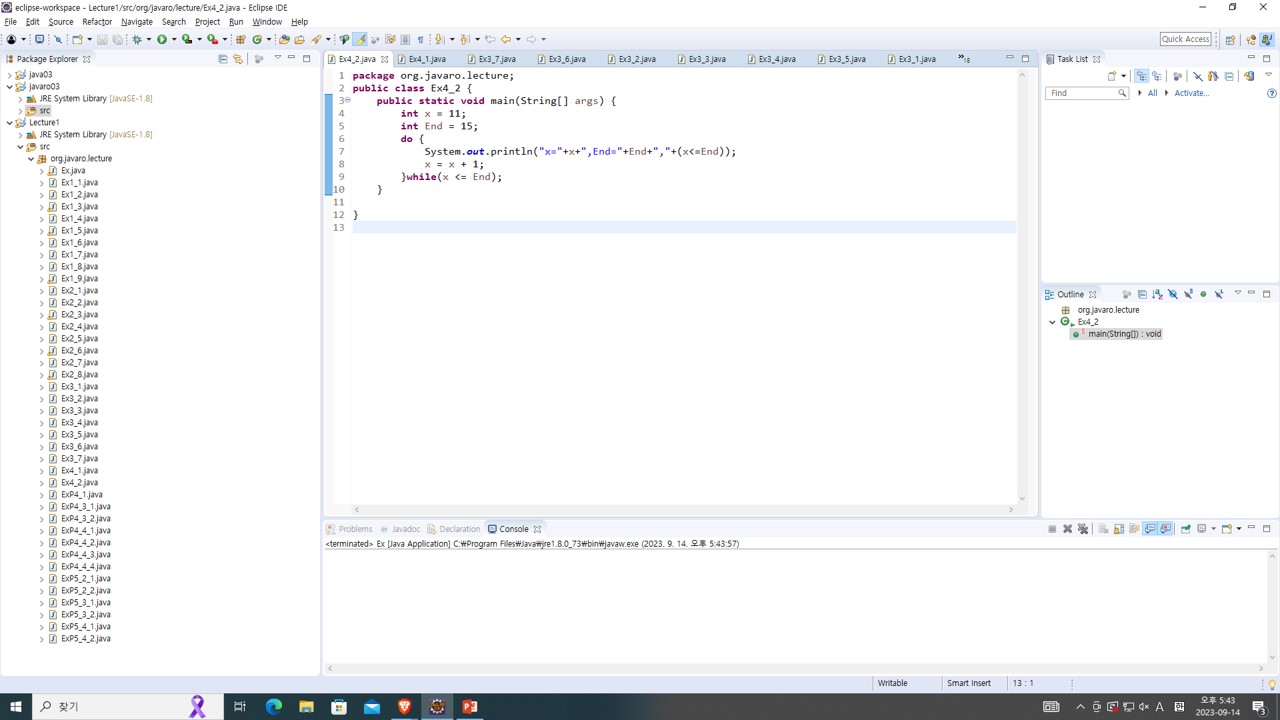 eclipse-workspace - Lecture1/src/org/javaro/lecture/Ex4_2.java - Eclipse IDE
File Edit Source Refactor Navigate Search Project Run Window Help
Quick Access
Package Explorer
java03
javaro03
JRE System Library [JavaSE-1.8]
src
Lecture1
JRE System Library [JavaSE-1.8]
src
org.javaro.lecture
Ex.java
Ex1_1.java
Ex1_2.java
Ex1_3.java
Ex1_4.java
Ex1_5.java
Ex1_6.java
Ex1_7.java
Ex1_8.java
Ex1_9.java
Ex2_1.java
Ex2_2.java
Ex2_3.java
Ex2_4.java
Ex2_5.java
Ex2_6.java
Ex2_7.java
Ex2_8.java
Ex3_1.java
Ex3_2.java
Ex3_3.java
Ex3_4.java
Ex3_5.java
Ex3_6.java
Ex3_7.java
Ex4_1.java
Ex4_2.java
ExP4_1.java
ExP4_3_1.java
ExP4_3_2.java
ExP4_4_1.java
ExP4_4_2.java
ExP4_4_3.java
ExP4_4_4.java
ExP5_2_1.java
ExP5_2_2.java
ExP5_3_1.java
ExP5_3_2.java
ExP5_4_1.java
ExP5_4_2.java
Ex4_2.java Ex4_1.java Ex3_7.java Ex3_6.java Ex3_2.java Ex3_3.java Ex3_4.java Ex3_5.java Ex3_1.java »18
1 package org.javaro.lecture;
2 public class Ex4_2 {
3 public static void main(String[] args) {
4 int x = 11;
5 int End = 15;
6 do {
7 System.out.println("x="+x+",End="+End+","+(x<=End));
8 x = x + 1;
9 }while(x <= End);
10 }
11
12 }
13
Task List
Find All Activate...
Outline
org.javaro.lecture
Ex4_2
main(String[]) : void
Problems Javadoc Declaration Console
<terminated> Ex [Java Application] C:₩Program Files₩Java₩jre1.8.0_73₩bin₩javaw.exe (2023. 9. 14. 오후 5:43:57)
Writable Smart Insert 13 : 1
찾기
A
오후 5:43
2023-09-14
3